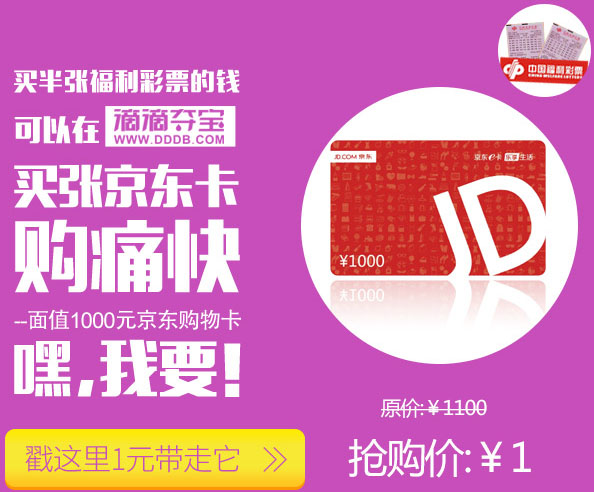 买半张福利彩票的钱
可以在 滴滴夺宝
WWW.DDDB.COM
买张京东卡
购痛快
--面值1000元京东购物卡
嘿,我要!
戳这里1元带走它 >>
中国福利彩票
CHINA WELFARE LOTTERY
JD.COM 京东
京东e卡 乐享生活
JD
¥1000
原价:¥1100
抢购价:¥1